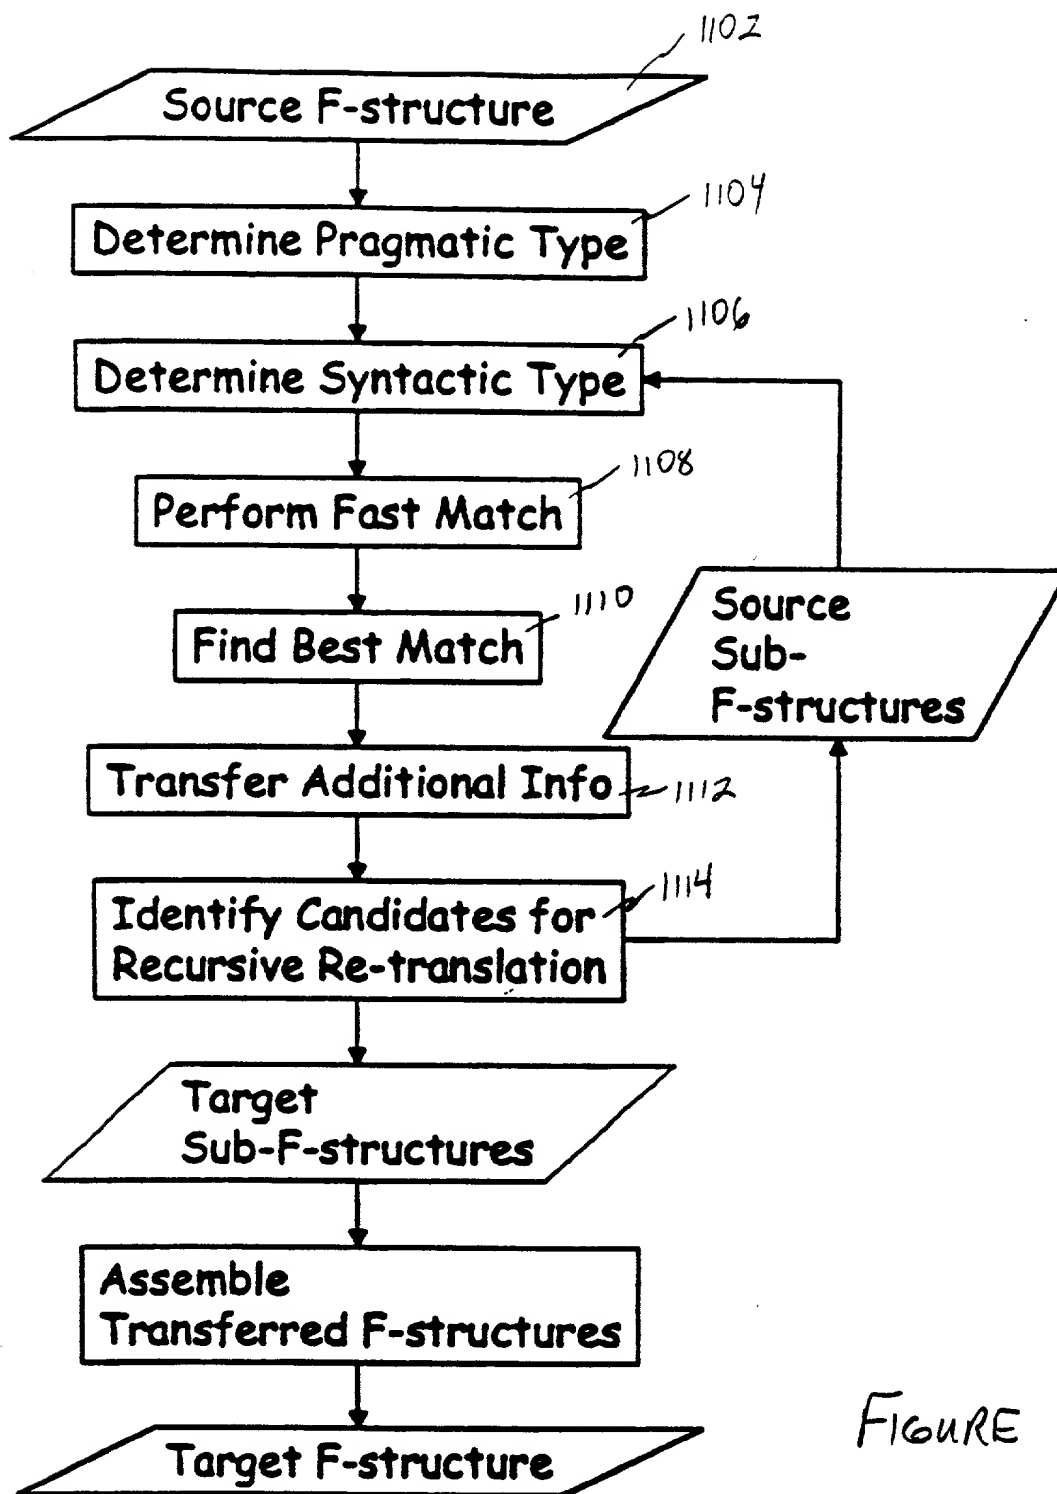 1102
Source F-structure
1104
Determine Pragmatic Type
1106
Determine Syntactic Type
1108
Perform Fast Match
1110
Find Best Match
Source
Sub-
F-structures
Transfer Additional Info
1112
1114
Identify Candidates for
Recursive Re-translation
Target
Sub-F-structures
Assemble
Transferred F-structures
Target F-structure
FIGURE